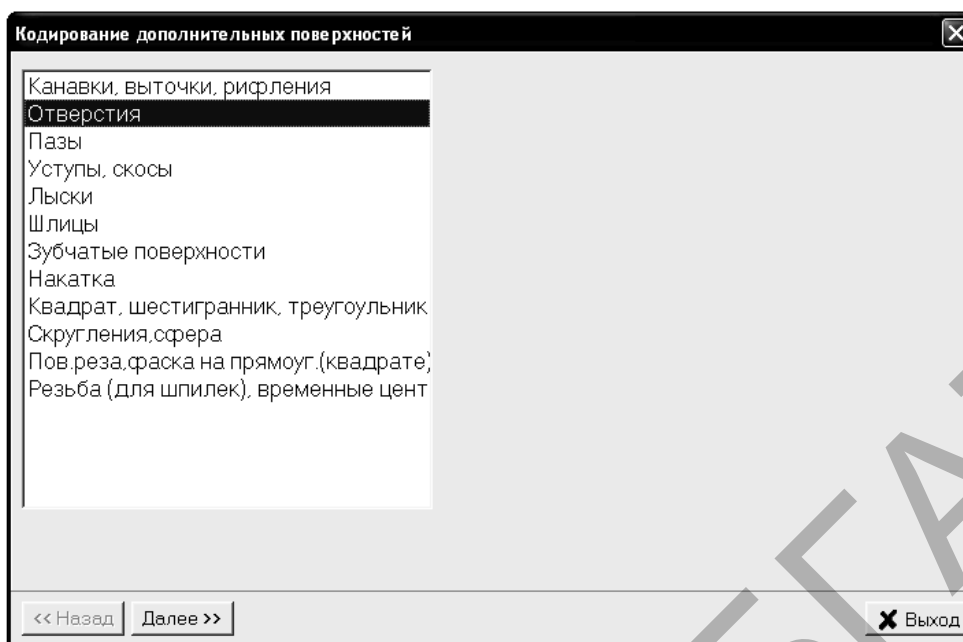 Кодирование дополнительных поверхностей
Канавки, выточки, рифления
Отверстия
Пазы
Уступы, скосы
Лыски
Шлицы
Зубчатые поверхности
Накатка
Квадрат, шестигранник, треугоульник
Скругления,сфера
Пов.реза,фаска на прямоуг.(квадрате)
Резьба (для шпилек), временные цент
<< Назад
Далее >>
Выход